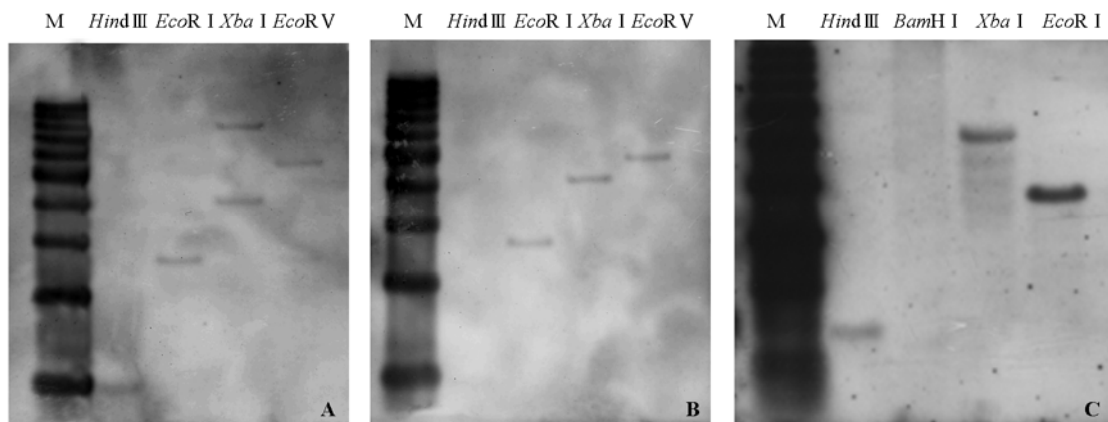 M HindⅢ EcoR I Xba I EcoR V
M HindⅢ EcoR I Xba I EcoR V
M HindⅢ BamH I Xba I EcoR I
A
B
C